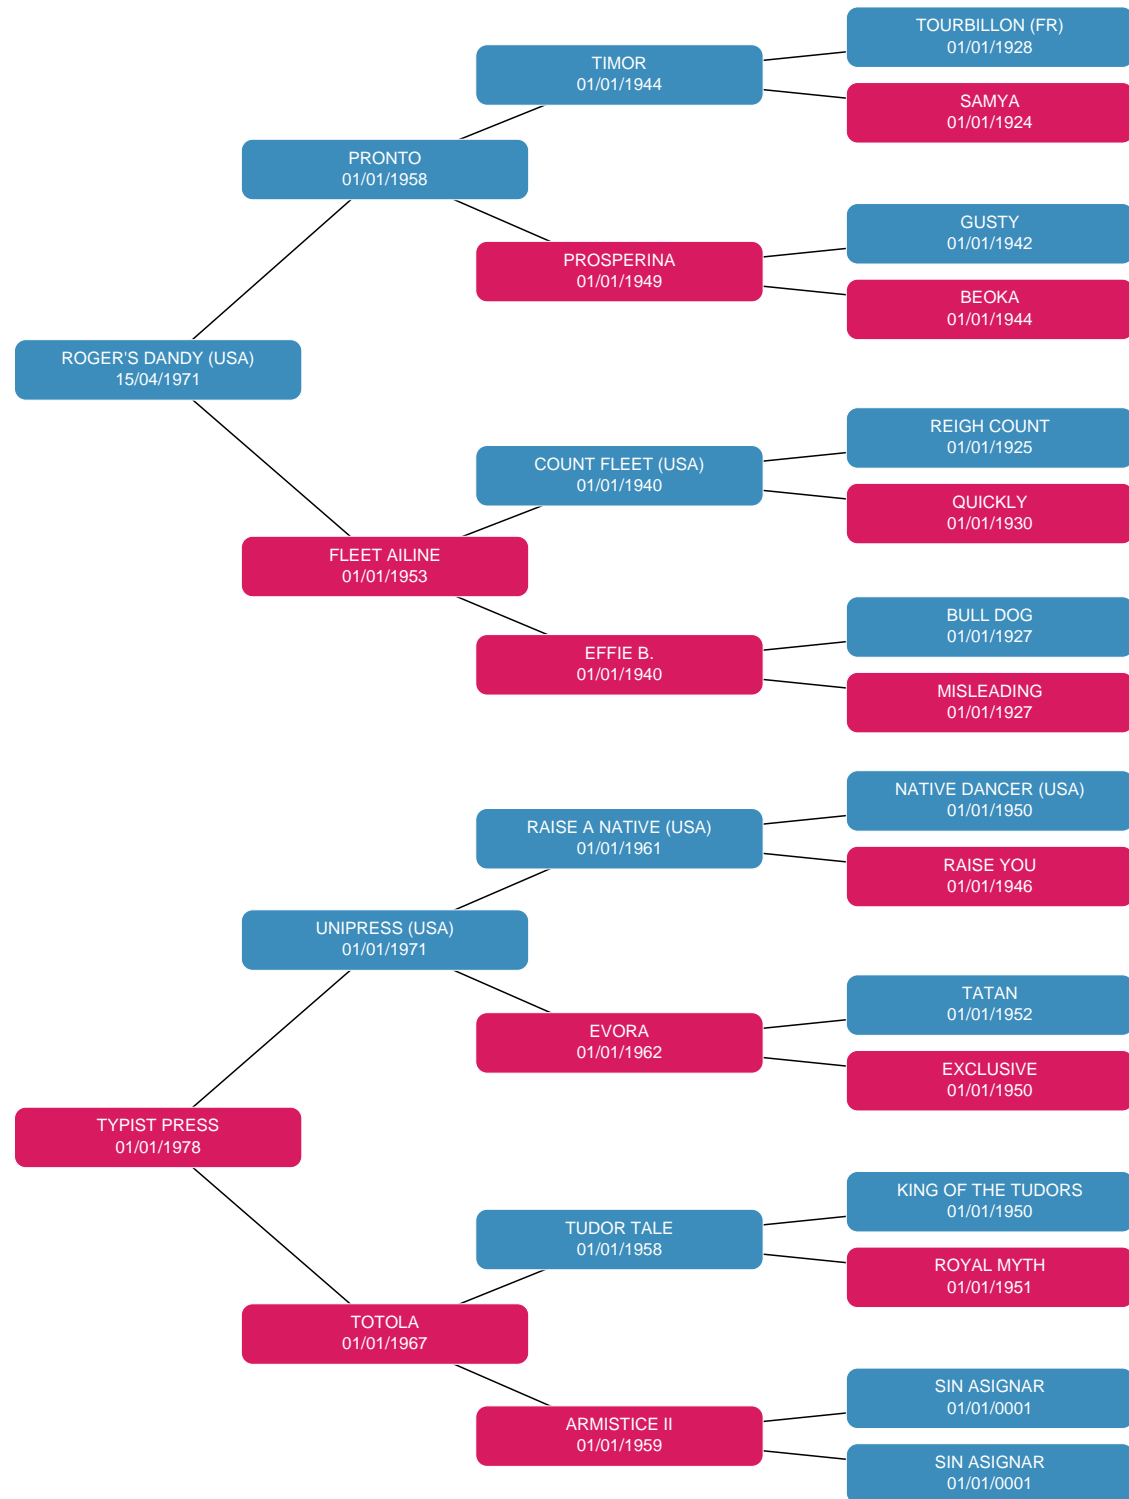 TOURBILLON (FR)
01/01/1928
TIMOR
01/01/1944
SAMYA
01/01/1924
PRONTO
01/01/1958
GUSTY
01/01/1942
PROSPERINA
01/01/1949
BEOKA
01/01/1944
ROGER'S DANDY (USA)
15/04/1971
REIGH COUNT
01/01/1925
COUNT FLEET (USA)
01/01/1940
QUICKLY
01/01/1930
FLEET AILINE
01/01/1953
BULL DOG
01/01/1927
EFFIE B.
01/01/1940
MISLEADING
01/01/1927
NATIVE DANCER (USA)
01/01/1950
RAISE A NATIVE (USA)
01/01/1961
RAISE YOU
01/01/1946
UNIPRESS (USA)
01/01/1971
TATAN
01/01/1952
EVORA
01/01/1962
EXCLUSIVE
01/01/1950
TYPIST PRESS
01/01/1978
KING OF THE TUDORS
01/01/1950
TUDOR TALE
01/01/1958
ROYAL MYTH
01/01/1951
TOTOLA
01/01/1967
SIN ASIGNAR
01/01/0001
ARMISTICE II
01/01/1959
SIN ASIGNAR
01/01/0001